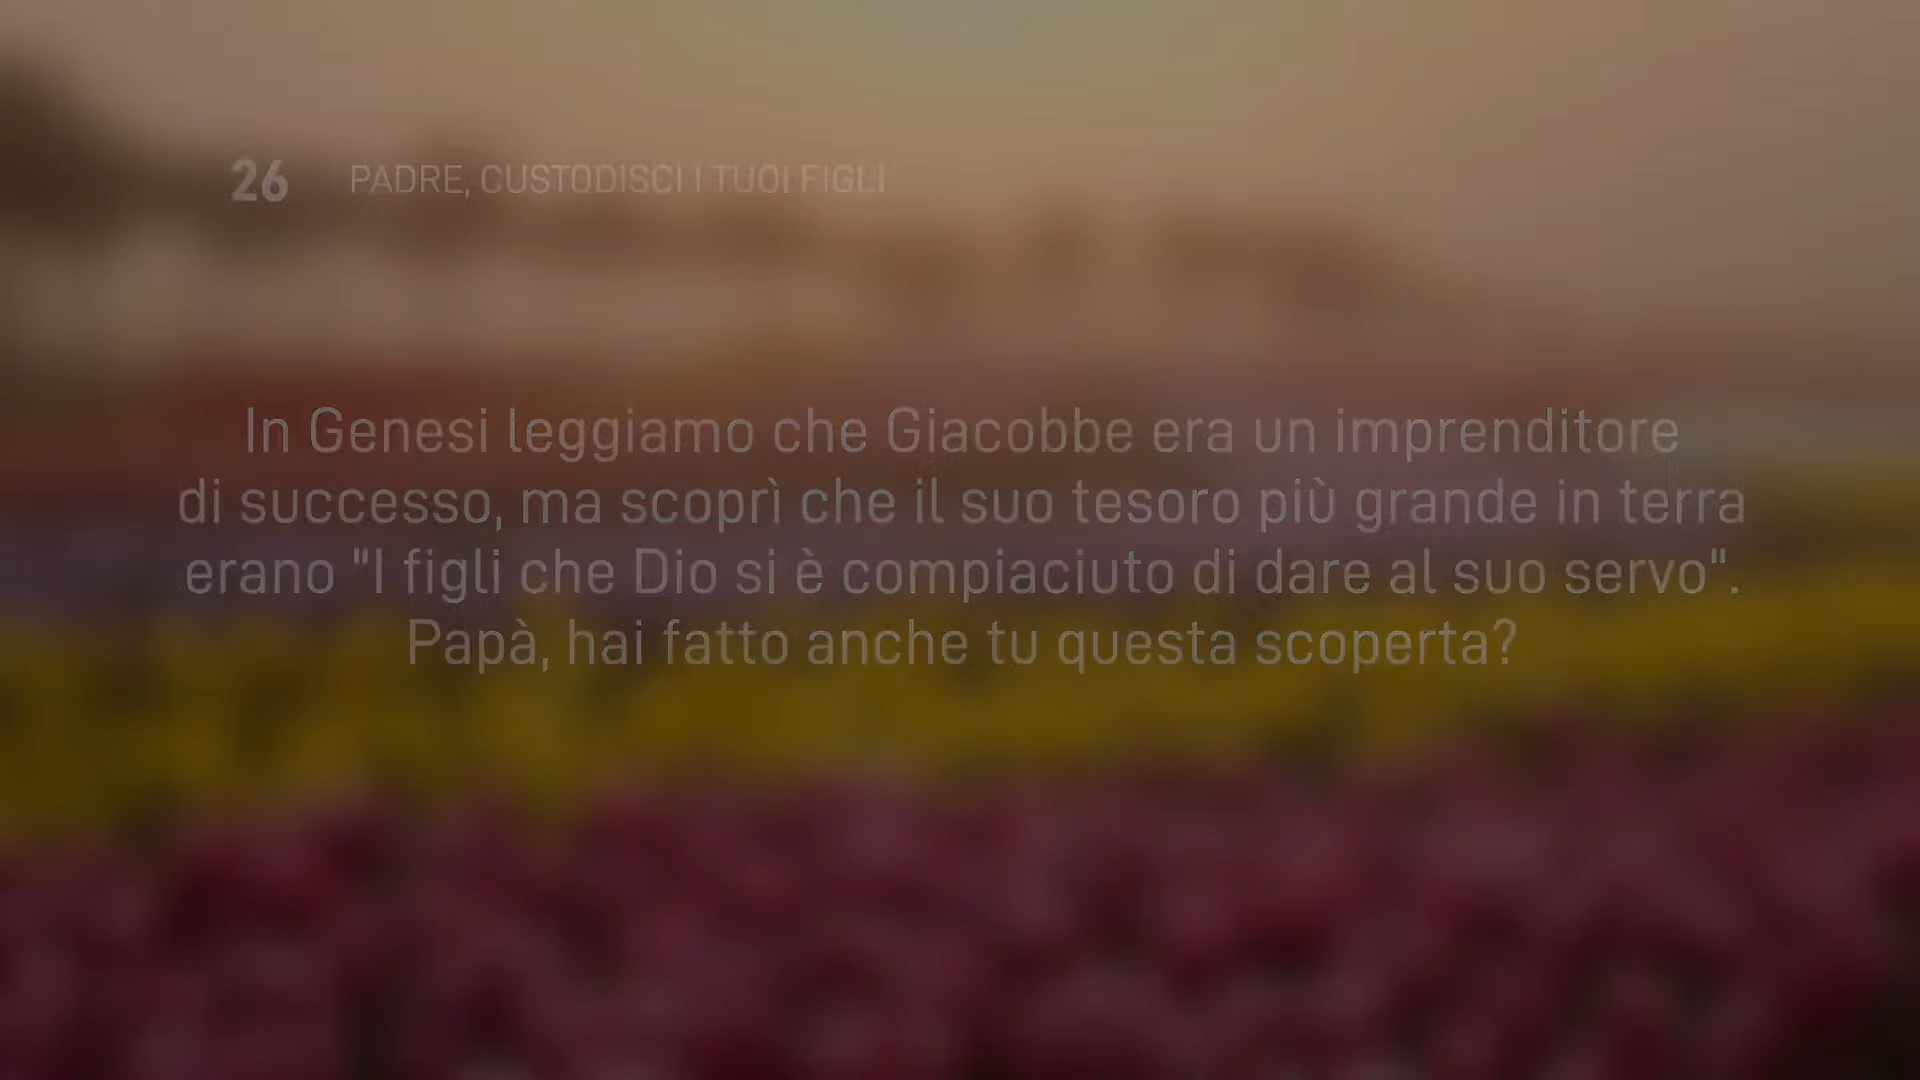 26 PADRE, CUSTODISCI I TUOI FIGLI
In Genesi leggiamo che Giacobbe era un imprenditore
di successo, ma scoprì che il suo tesoro più grande in terra
erano "I figli che Dio si è compiaciuto di dare al suo servo".
Papà, hai fatto anche tu questa scoperta?